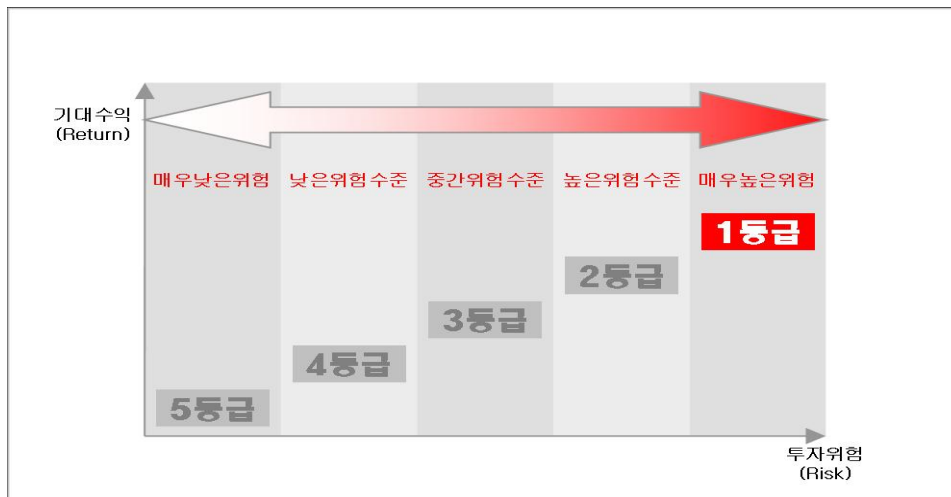 기대수익
(Return)
매우낮은위험 낮은위험수준 중간위험수준 높은위험수준 매우높은위험
1등급
2등급
3등급
4등급
5등급
투자위험
(Risk)